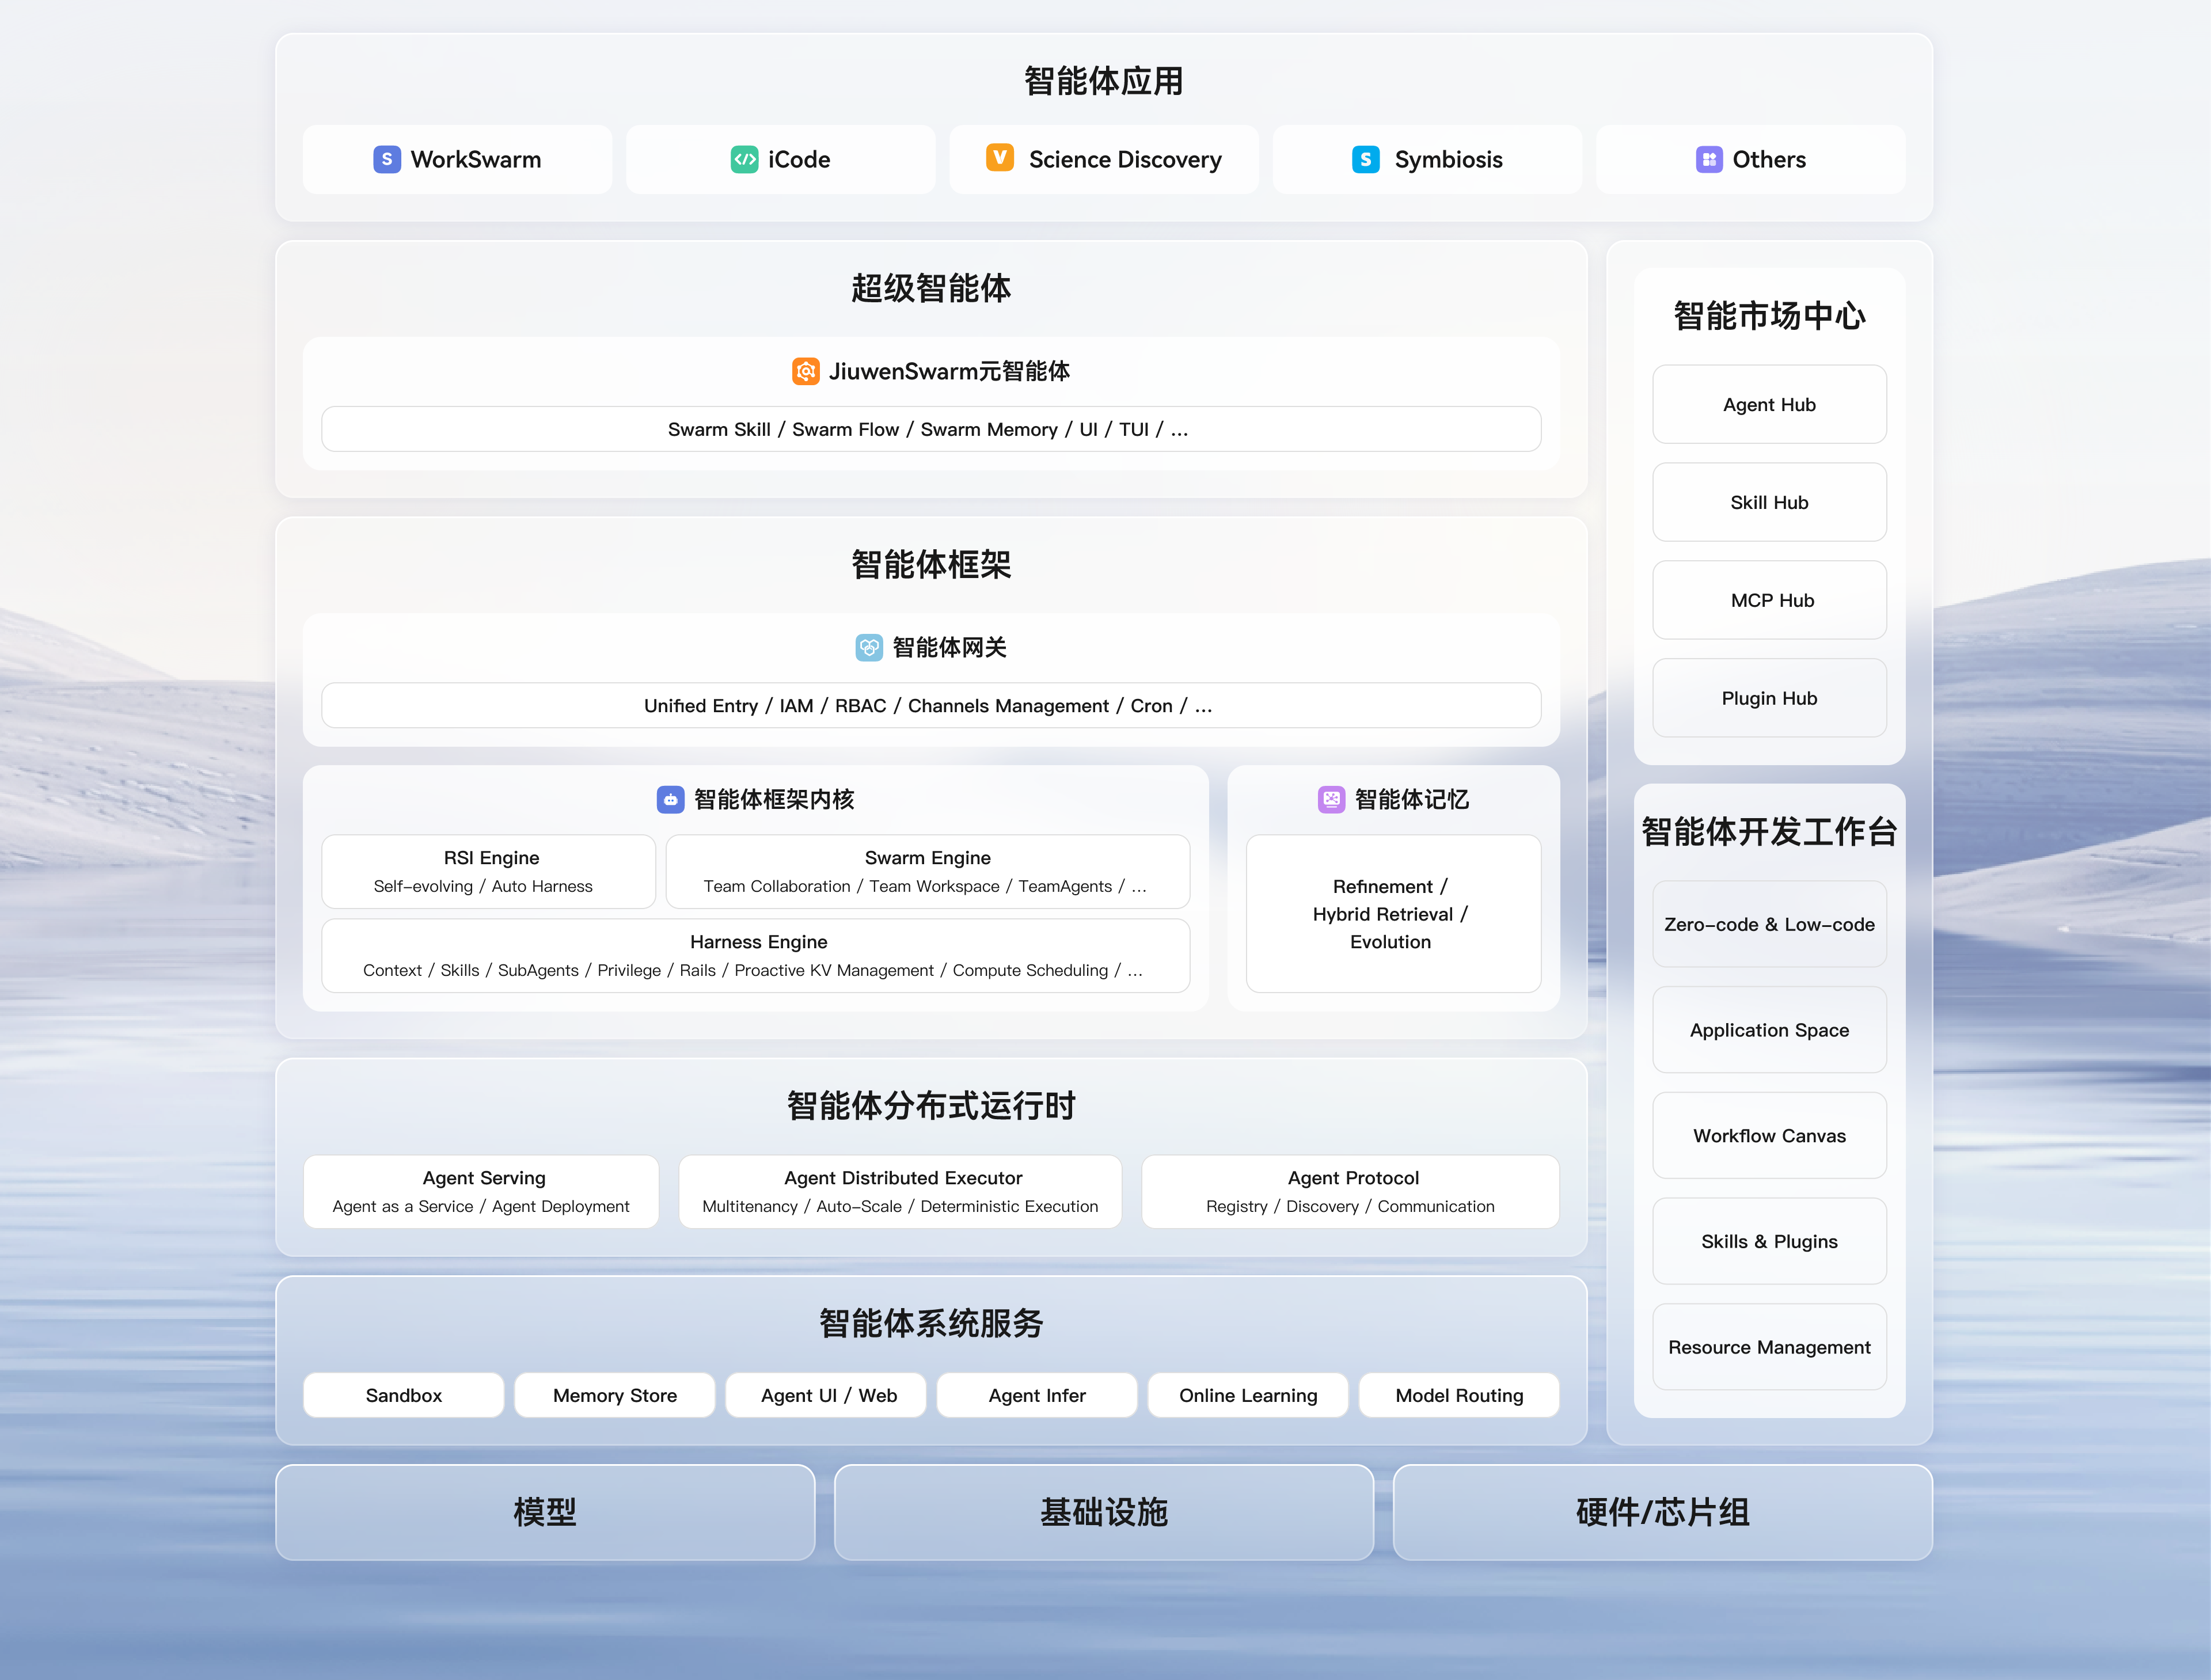 智能体应用
WorkSwarm
iCode
Science Discovery
Symbiosis
Others
超级智能体
JiuwenSwarm元智能体
Swarm Skill / Swarm Flow / Swarm Memory / UI / TUI / ...
智能体框架
智能体网关
Unified Entry / IAM / RBAC / Channels Management / Cron / ...
智能体框架内核
RSI Engine
Self-evolving / Auto Harness
Swarm Engine
Team Collaboration / Team Workspace / TeamAgents / ...
Harness Engine
Context / Skills / SubAgents / Privilege / Rails / Proactive KV Management / Compute Scheduling / ...
智能体记忆
Refinement /
Hybrid Retrieval /
Evolution
智能体分布式运行时
Agent Serving
Agent as a Service / Agent Deployment
Agent Distributed Executor
Multitenancy / Auto-Scale / Deterministic Execution
Agent Protocol
Registry / Discovery / Communication
智能体系统服务
Sandbox
Memory Store
Agent UI / Web
Agent Infer
Online Learning
Model Routing
智能市场中心
Agent Hub
Skill Hub
MCP Hub
Plugin Hub
智能体开发工作台
Zero-code & Low-code
Application Space
Workflow Canvas
Skills & Plugins
Resource Management
模型
基础设施
硬件/芯片组